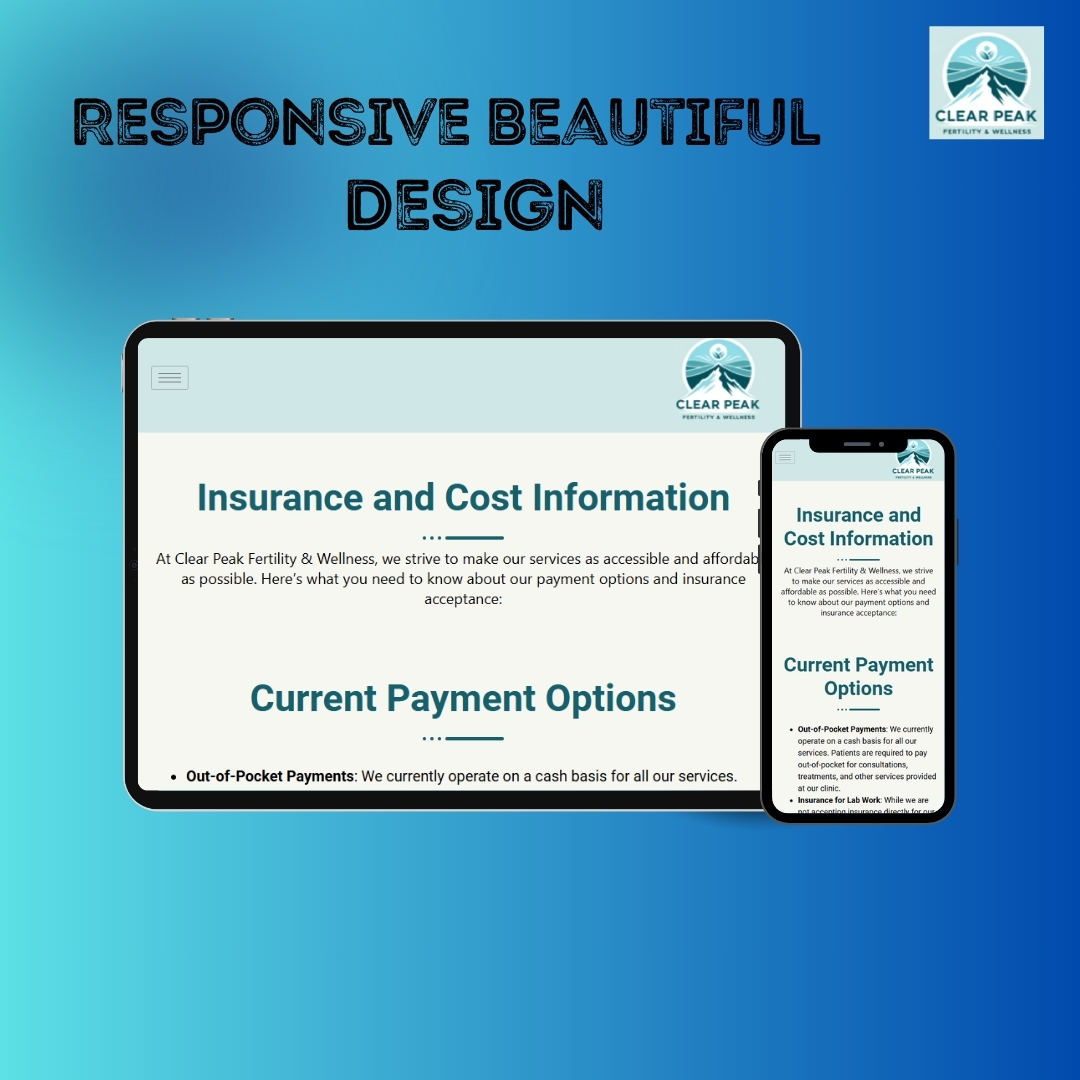 RESPONSIVE BEAUTIFUL
DESIGN
CLEAR PEAK
FERTILITY & WELLNESS
CLEAR PEAK
FERTILITY & WELLNESS
Insurance and Cost Information
At Clear Peak Fertility & Wellness, we strive to make our services as accessible and affordab
as possible. Here's what you need to know about our payment options and insurance
acceptance:
Current Payment Options
• Out-of-Pocket Payments: We currently operate on a cash basis for all our services.
CLEAR PEAK
FERTILITY & WELLNESS
Insurance and
Cost Information
At Clear Peak Fertility & Wellness, we strive
to make our services as accessible and
affordable as possible. Here's what you need
to know about our payment options and
insurance acceptance:
Current Payment
Options
• Out-of-Pocket Payments: We currently
operate on a cash basis for all our
services. Patients are required to pay
out-of-pocket for consultations,
treatments, and other services provided
at our clinic.
• Insurance for Lab Work: While we are
not accepting insurance directly for our